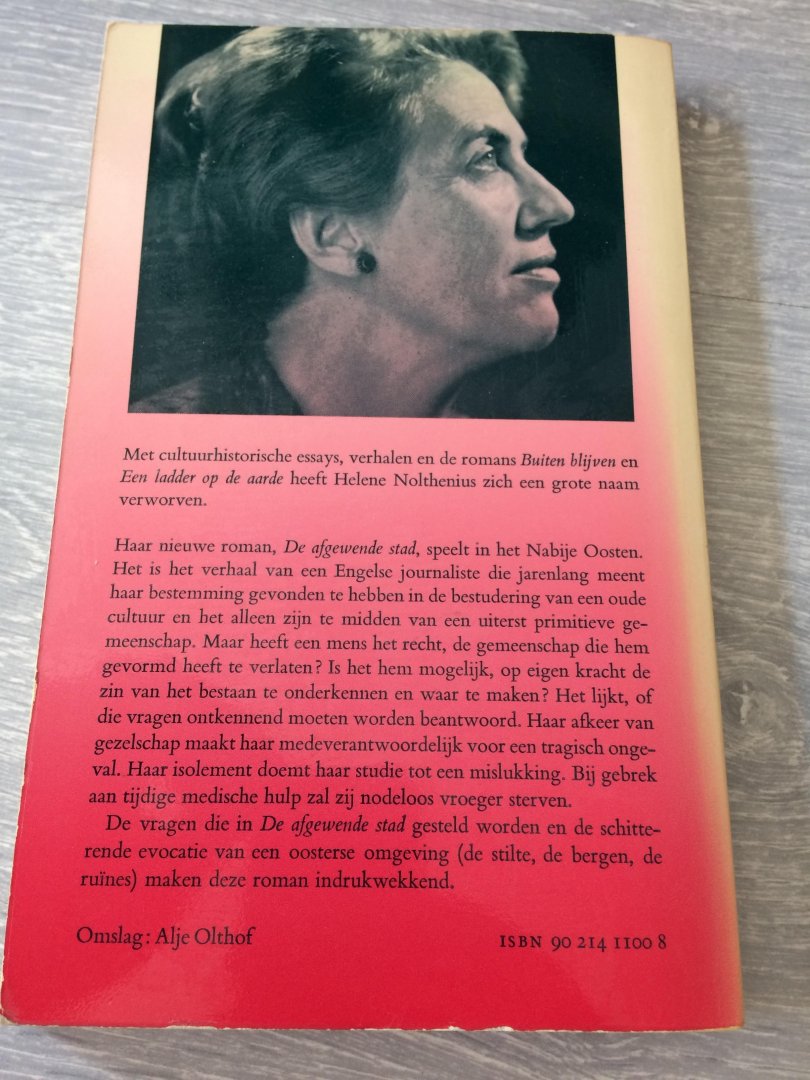 Met cultuurhistorische essays, verhalen en de romans Buiten blijven en
Een ladder op de aarde heeft Helene Nolthenius zich een grote naam
verworven.
Haar nieuwe roman, De afgewende stad, speelt in het Nabije Oosten.
Het is het verhaal van een Engelse journaliste die jarenlang meent
haar bestemming gevonden te hebben in de bestudering van een oude
cultuur en het alleen zijn te midden van een uiterst primitieve ge-
meenschap. Maar heeft een mens het recht, de gemeenschap die hem
gevormd heeft te verlaten? Is het hem mogelijk, op eigen kracht de
zin van het bestaan te onderkennen en waar te maken? Het lijkt, of
die vragen ontkennend moeten worden beantwoord. Haar afkeer van
gezelschap maakt haar medeverantwoordelijk voor een tragisch onge-
val. Haar isolement doemt haar studie tot een mislukking. Bij gebrek
aan tijdige medische hulp zal zij nodeloos vroeger sterven.
De vragen die in De afgewende stad gesteld worden en de schitte-
rende evocatie van een oosterse omgeving (de stilte, de bergen, de
ruïnes) maken deze roman indrukwekkend.
Omslag: Alje Olthof
ISBN 90 214 1100 8